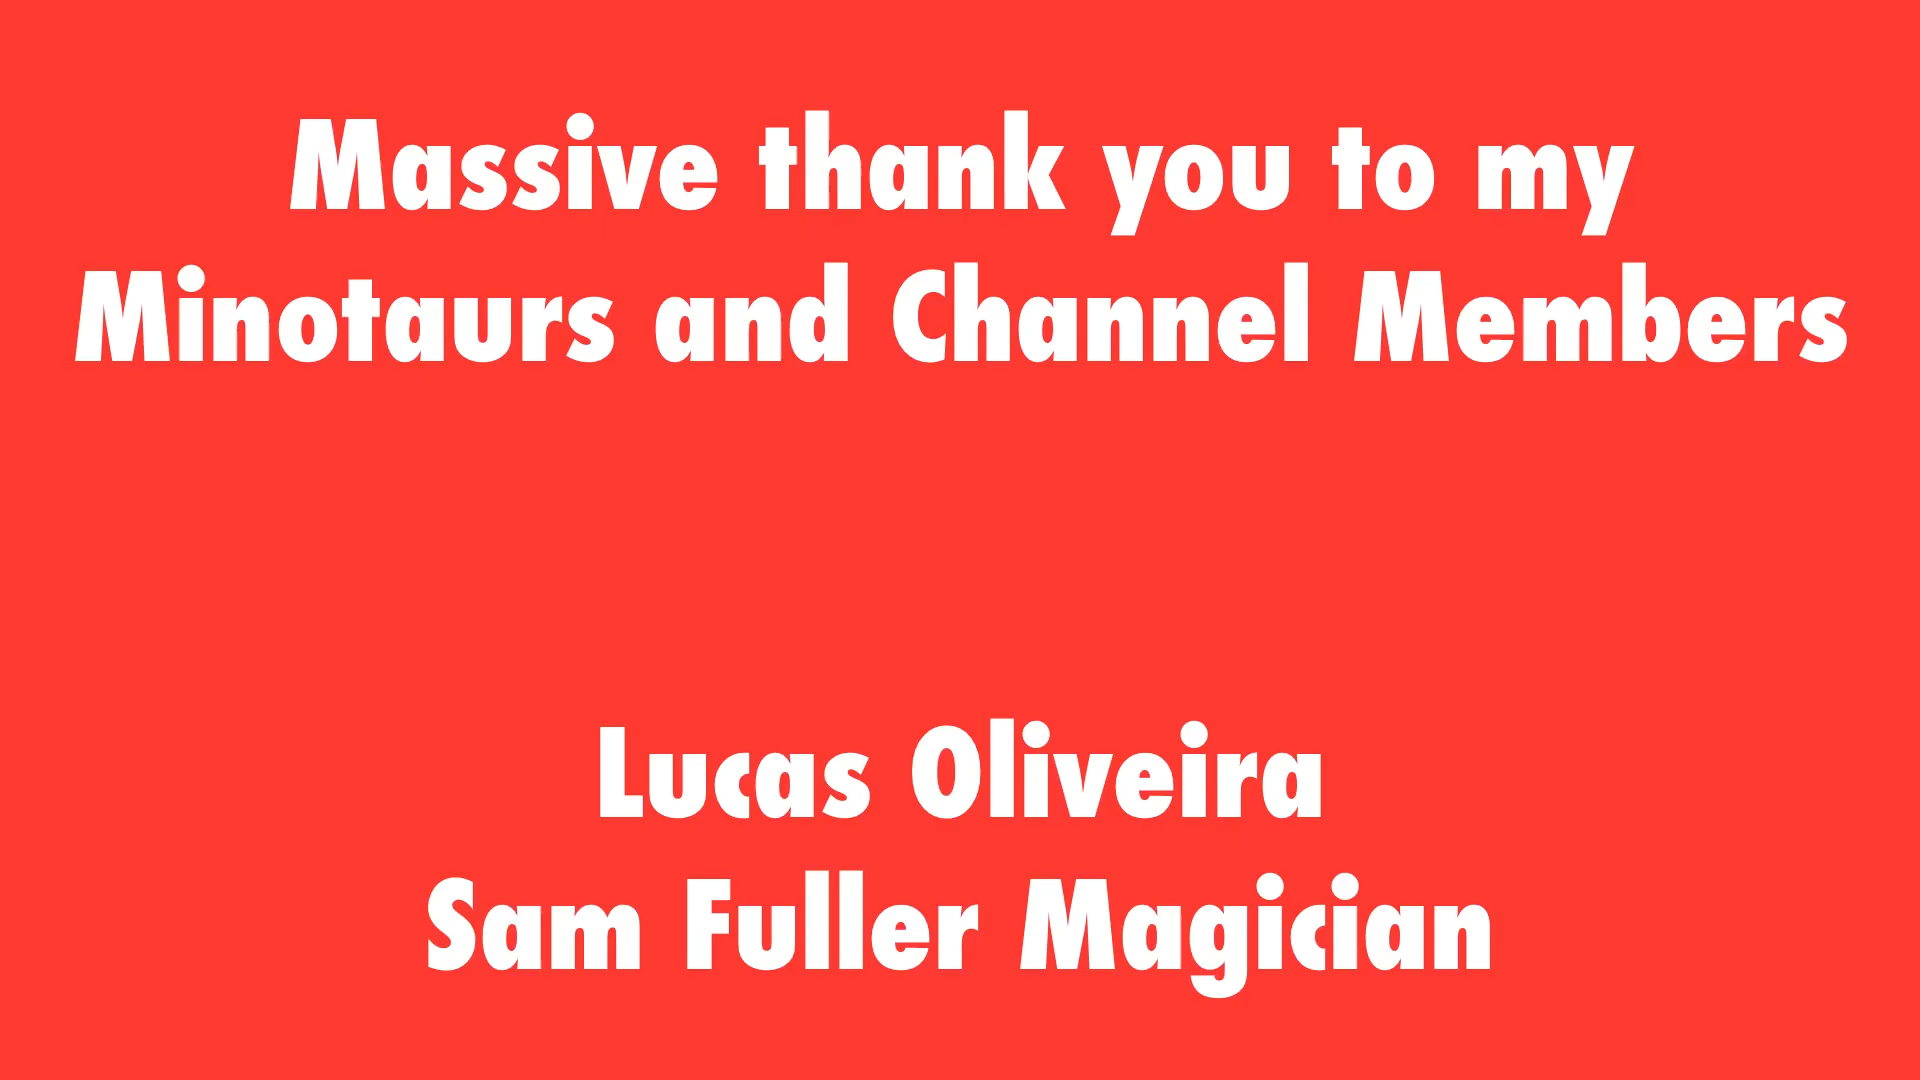 Massive thank you to my
Minotaurs and Channel Members
Lucas Oliveira
Sam Fuller Magician